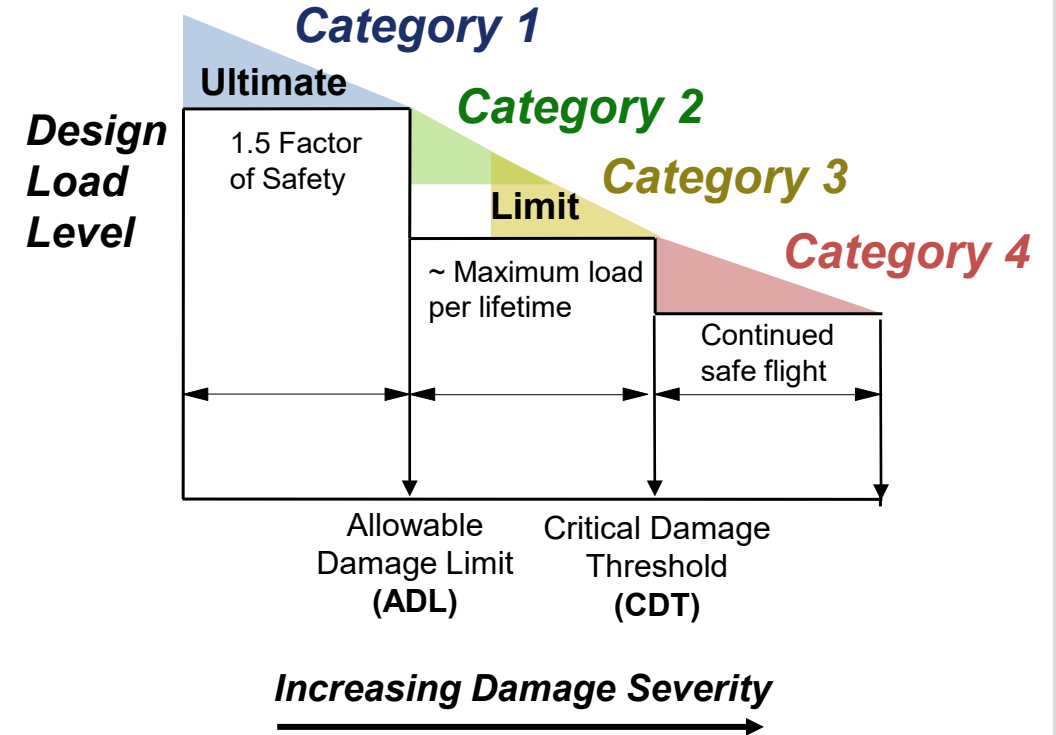 Category 1
Ultimate
Category 2
Design
Load
Level
1.5 Factor
of Safety
Category 3
Limit
Category 4
~ Maximum load
per lifetime
Continued
safe flight
Allowable
Damage Limit
(ADL)
Critical Damage
Threshold
(CDT)
Increasing Damage Severity